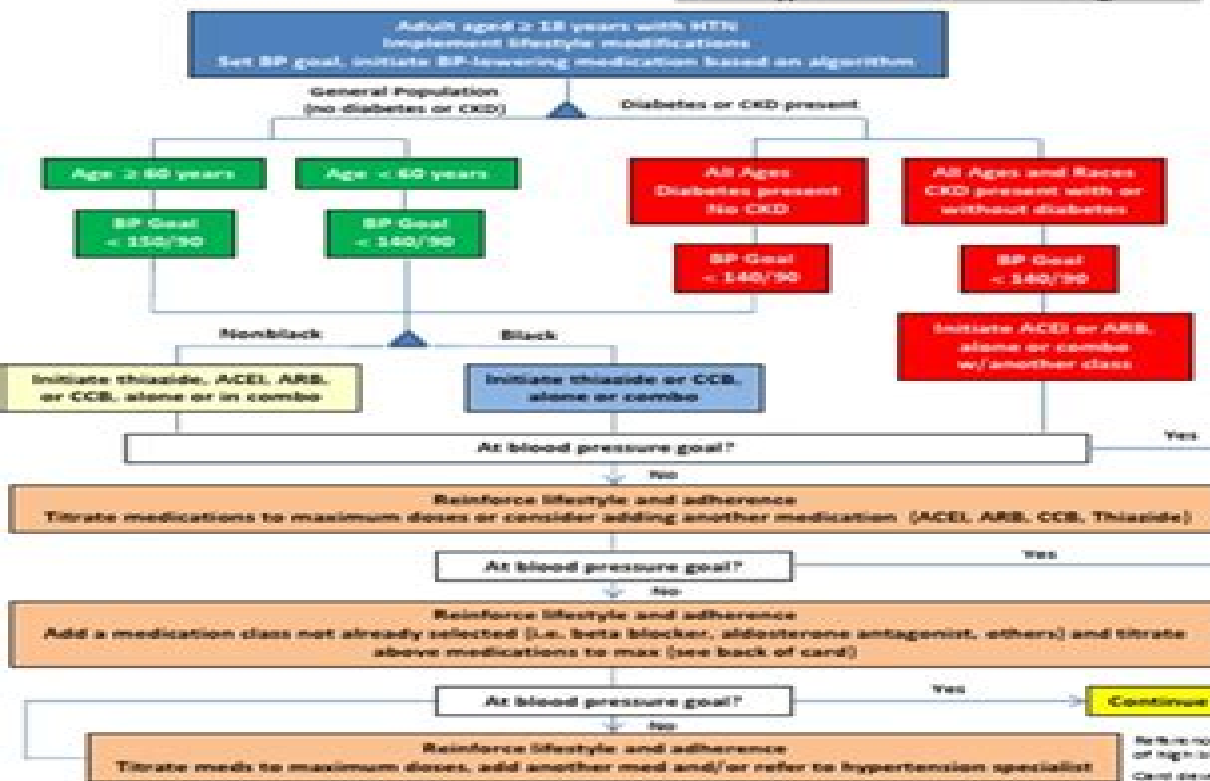 Adult aged ≥ 18 years with HTN
Implement lifestyle modifications
Set BP goal, initiate BP-lowering medication based on algorithm
General Population
(no diabetes or CKD)
Diabetes or CKD present
Age ≥ 60 years
Age < 60 years
All Ages
Diabetes present
No CKD
All Ages and Races
CKD present with or
without diabetes
BP Goal
< 150/90
BP Goal
< 140/90
BP Goal
< 140/90
BP Goal
< 140/90
Nonblack
Black
Initiate thiazide, ACEI, ARB,
or CCB, alone or in combo
Initiate thiazide or CCB,
alone or combo
Initiate ACEI or ARB,
alone or combo
w/another class
At blood pressure goal?
Yes
No
Reinforce lifestyle and adherence
Titrate medications to maximum doses or consider adding another medication (ACEI, ARB, CCB, Thiazide)
At blood pressure goal?
Yes
No
Reinforce lifestyle and adherence
Add a medication class not already selected (i.e. beta blocker, aldosterone antagonist, others) and titrate
above medications to max (see back of card)
At blood pressure goal?
Yes
Continue
No
Reinforce lifestyle and adherence
Titrate meds to maximum doses, add another med and/or refer to hypertension specialist
of high
Card